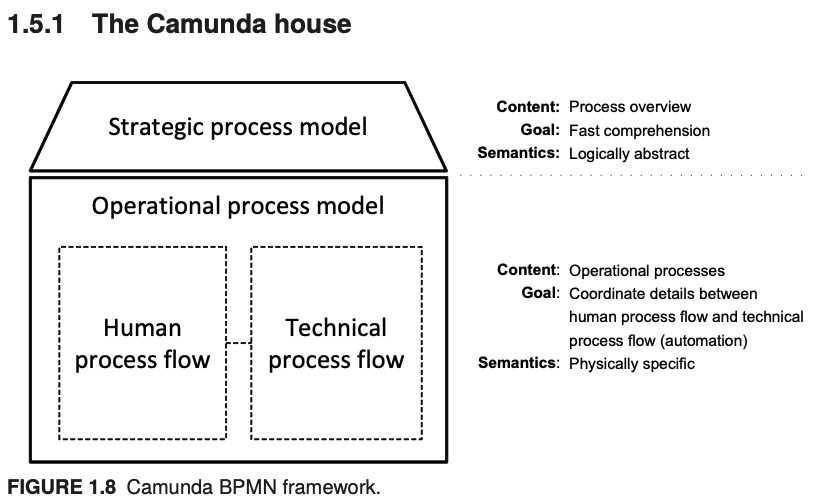 1.5.1 The Camunda house
Strategic process model
Content: Process overview
Goal: Fast comprehension
Semantics: Logically abstract
Operational process model
Human
process flow
Technical
process flow
Content: Operational processes
Goal: Coordinate details between
human process flow and technical
process flow (automation)
Semantics: Physically specific
FIGURE 1.8 Camunda BPMN framework.